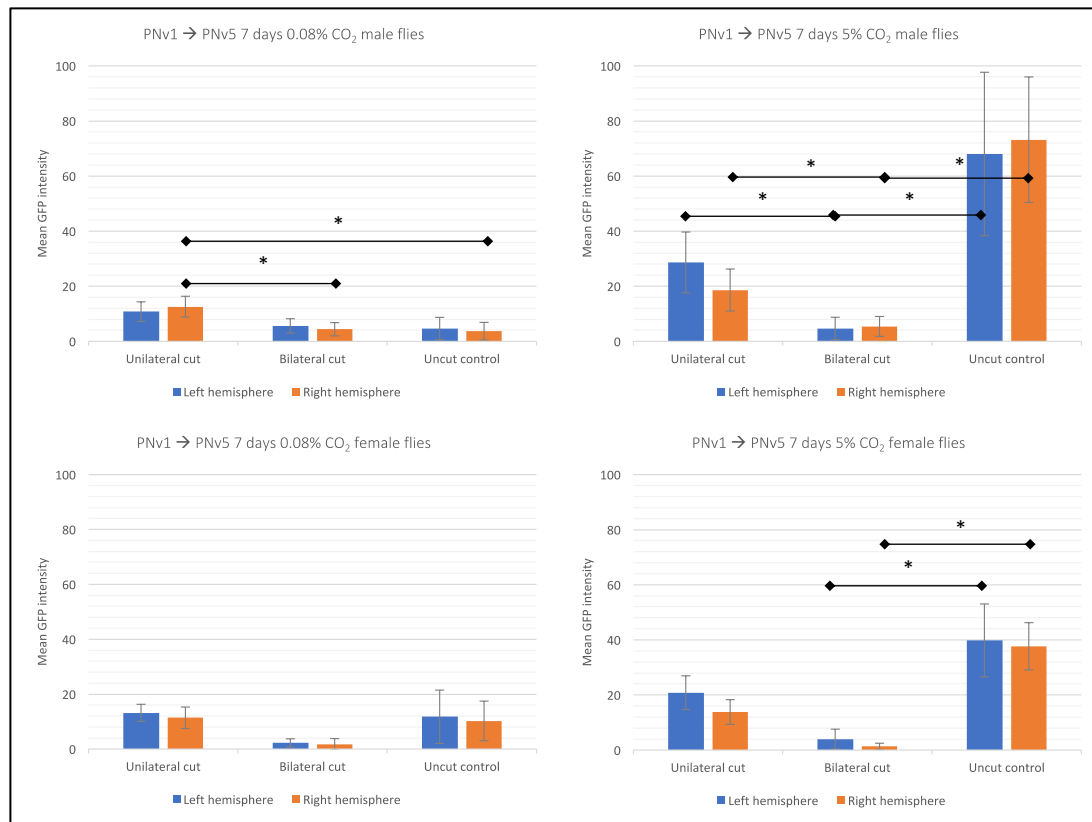 PNv1 → PNv5 7 days 0.08% CO₂ male flies
Mean GFP intensity
100
80
60
40
20
0
*
*
Unilateral cut Bilateral cut Uncut control
Left hemisphere Right hemisphere
PNv1 → PNv5 7 days 5% CO₂ male flies
Mean GFP intensity
100
80
60
40
20
0
*
*
*
*
Unilateral cut Bilateral cut Uncut control
Left hemisphere Right hemisphere
PNv1 → PNv5 7 days 0.08% CO₂ female flies
Mean GFP intensity
100
80
60
40
20
0
Unilateral cut Bilateral cut Uncut control
Left hemisphere Right hemisphere
PNv1 → PNv5 7 days 5% CO₂ female flies
Mean GFP intensity
100
80
60
40
20
0
*
*
Unilateral cut Bilateral cut Uncut control
Left hemisphere Right hemisphere